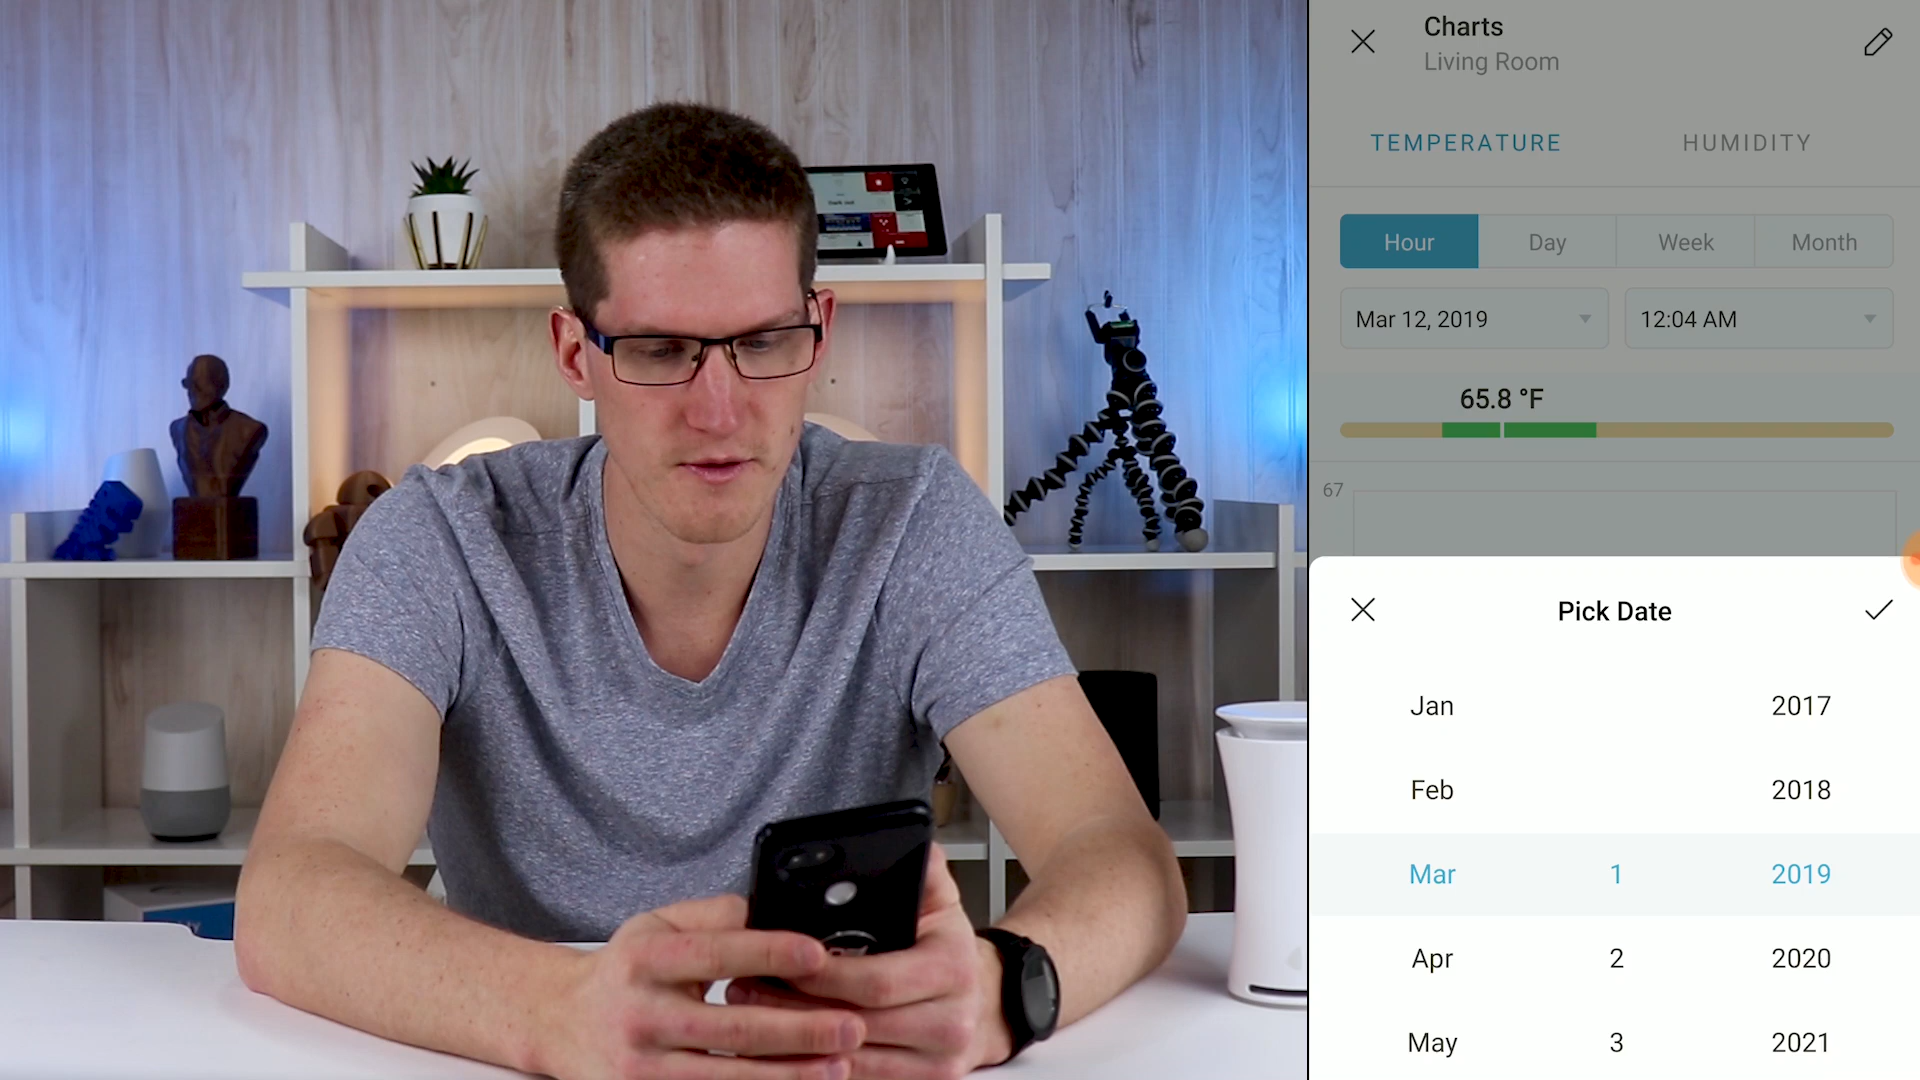 Charts
Living Room
TEMPERATURE HUMIDITY
Hour Day Week Month
Mar 12, 2019 12:04 AM
65.8 °F
67
Pick Date
Jan 2017
Feb 2018
Mar 1 2019
Apr 2 2020
May 3 2021